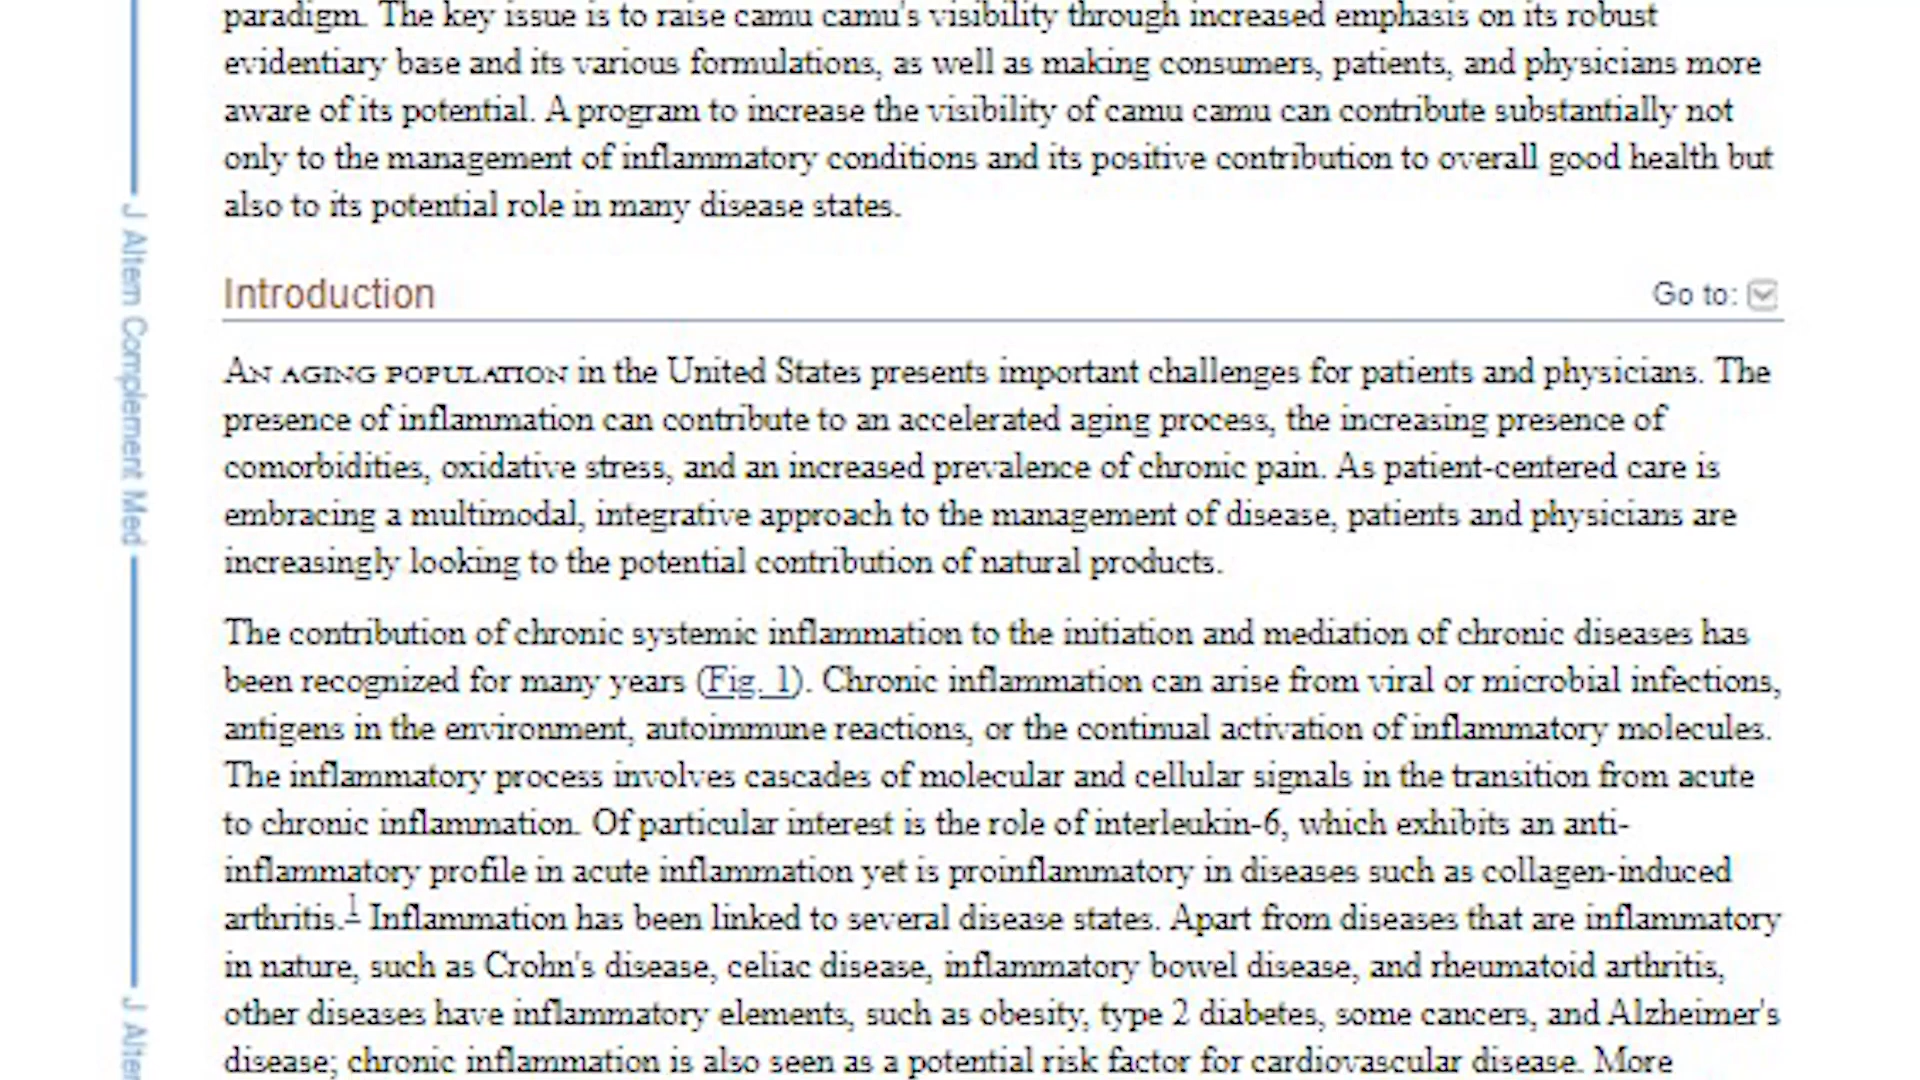 paradigm. The key issue is to raise camu camu's visibility through increased emphasis on its robust
evidentiary base and its various formulations, as well as making consumers, patients, and physicians more
aware of its potential. A program to increase the visibility of camu camu can contribute substantially not
only to the management of inflammatory conditions and its positive contribution to overall good health but
also to its potential role in many disease states.
Introduction
Go to:
AN AGING POPULATION in the United States presents important challenges for patients and physicians. The
presence of inflammation can contribute to an accelerated aging process, the increasing presence of
comorbidities, oxidative stress, and an increased prevalence of chronic pain. As patient-centered care is
embracing a multimodal, integrative approach to the management of disease, patients and physicians are
increasingly looking to the potential contribution of natural products.
The contribution of chronic systemic inflammation to the initiation and mediation of chronic diseases has
been recognized for many years (Fig. 1). Chronic inflammation can arise from viral or microbial infections,
antigens in the environment, autoimmune reactions, or the continual activation of inflammatory molecules.
The inflammatory process involves cascades of molecular and cellular signals in the transition from acute
to chronic inflammation. Of particular interest is the role of interleukin-6, which exhibits an anti-
inflammatory profile in acute inflammation yet is proinflammatory in diseases such as collagen-induced
arthritis.1 Inflammation has been linked to several disease states. Apart from diseases that are inflammatory
in nature, such as Crohn's disease, celiac disease, inflammatory bowel disease, and rheumatoid arthritis,
other diseases have inflammatory elements, such as obesity, type 2 diabetes, some cancers, and Alzheimer's
disease; chronic inflammation is also seen as a potential risk factor for cardiovascular disease. More
J Altern Complement Med
J Alter